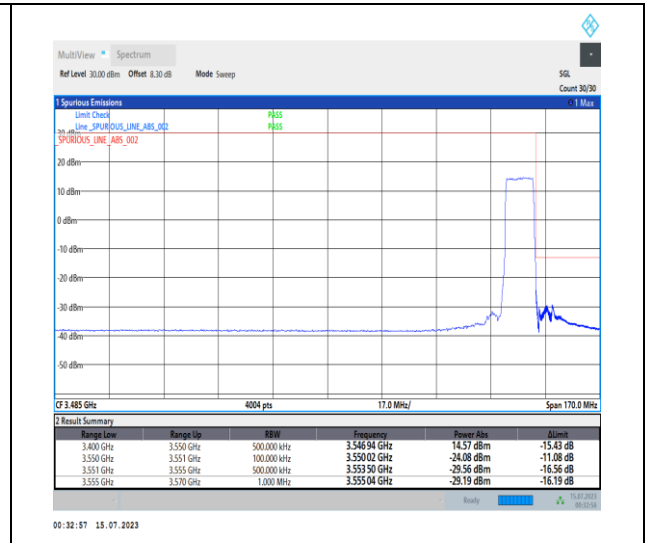 MultiView Spectrum
Ref Level 30.00 dBm Offset 8.30 dB Mode Sweep SGL
Count 30/30
1 Spurious Emissions 1 Max
Limit Check PASS
Line _SPURIOUS_LINE_ABS_002 PASS
SPURIOUS_LINE_ABS_002
20 dBm
10 dBm
0 dBm
-10 dBm
-20 dBm
-30 dBm
-40 dBm
-50 dBm
CF 3.485 GHz 4004 pts 17.0 MHz/ Span 170.0 MHz
2 Result Summary
Range Low Range Up RBW Frequency Power Abs ΔLimit
3.400 GHz 3.550 GHz 500.000 kHz 3.54694 GHz 14.57 dBm -15.43 dB
3.550 GHz 3.551 GHz 100.000 kHz 3.55002 GHz -24.08 dBm -11.08 dB
3.551 GHz 3.555 GHz 500.000 kHz 3.55350 GHz -29.56 dBm -16.56 dB
3.555 GHz 3.570 GHz 1.000 MHz 3.55504 GHz -29.19 dBm -16.19 dB
Ready 15.07.2023
00:32:56
00:32:57 15.07.2023